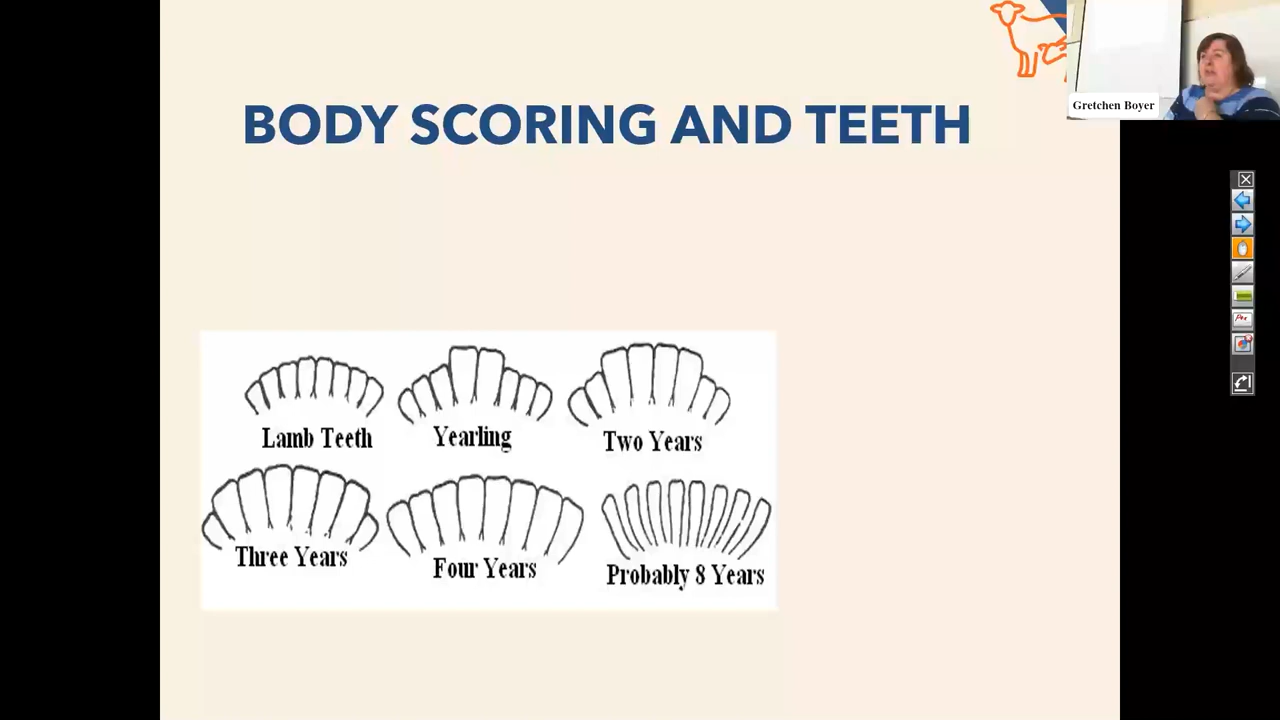 Gretchen Boyer
BODY SCORING AND TEETH
Lamb Teeth
Yearling
Two Years
Three Years
Four Years
Probably 8 Years